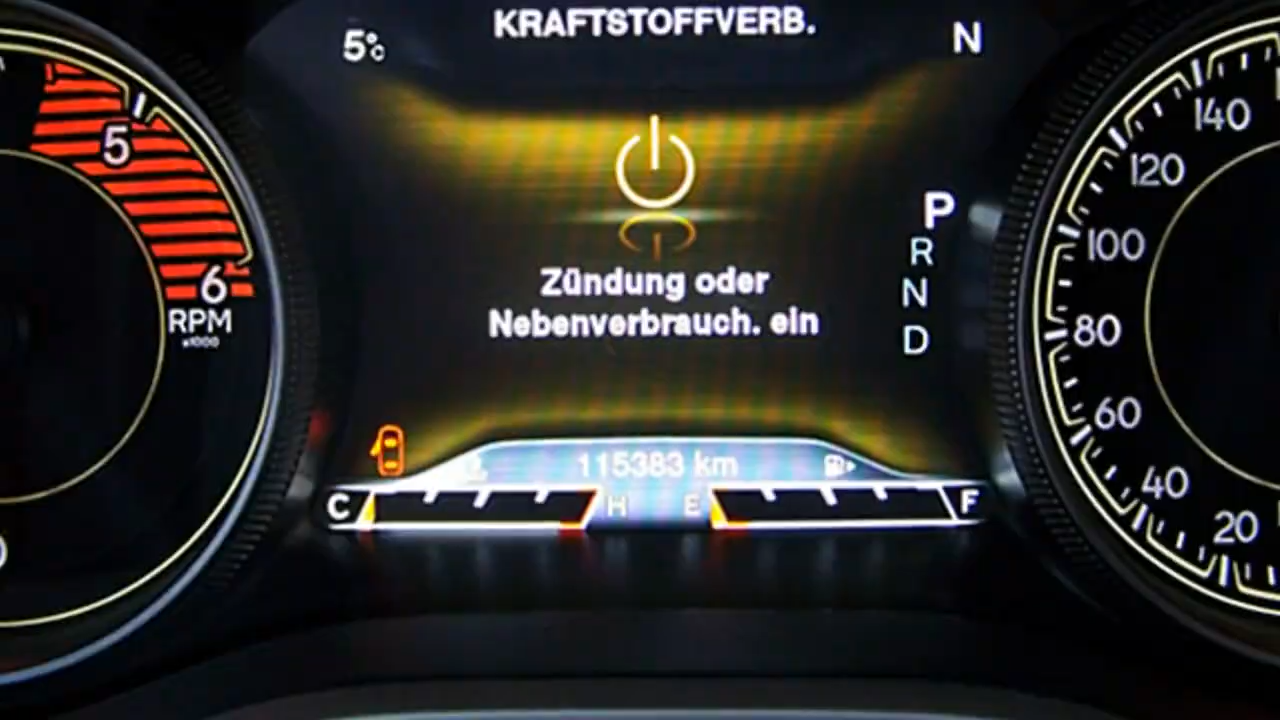 KRAFTSTOFFVERB.
5°C
N
Zündung oder
Nebenverbrauch. ein
P
R
N
D
115383 km
C
H
E
F
5
6
RPM
x1000
140
120
100
80
60
40
20